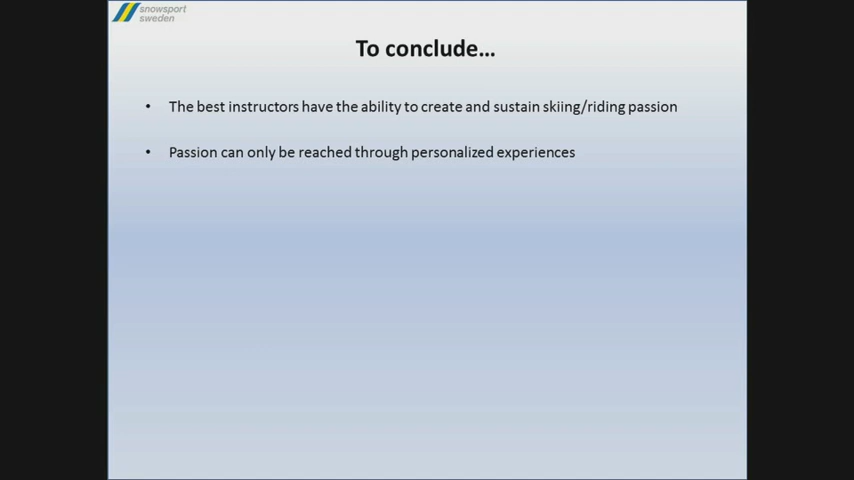 snowsport
sweden
To conclude...
• The best instructors have the ability to create and sustain skiing/riding passion
• Passion can only be reached through personalized experiences